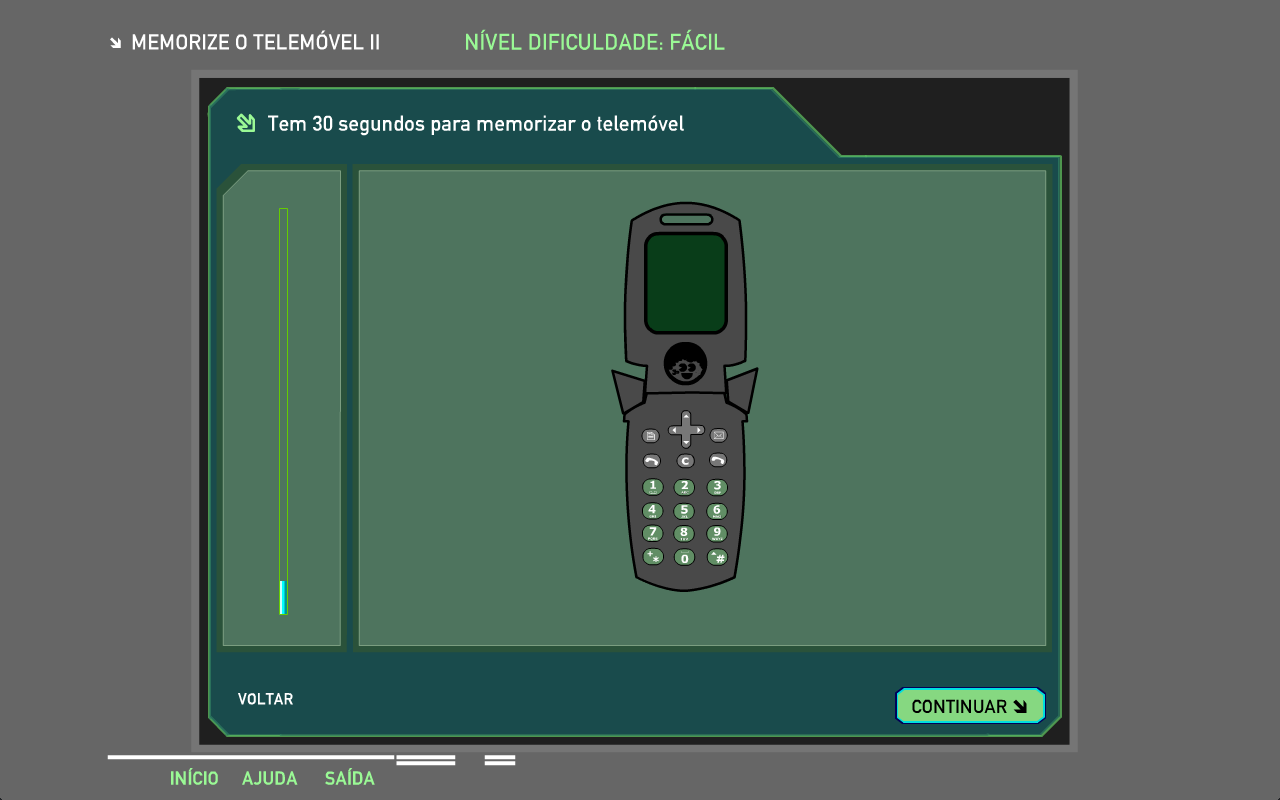 MEMORIZE O TELEMÓVEL II
NÍVEL DIFICULDADE: FÁCIL
Tem 30 segundos para memorizar o telemóvel
C
1 2 3
4 5 6
7 8 9
+* 0 #
VOLTAR
CONTINUAR
INÍCIO AJUDA SAÍDA